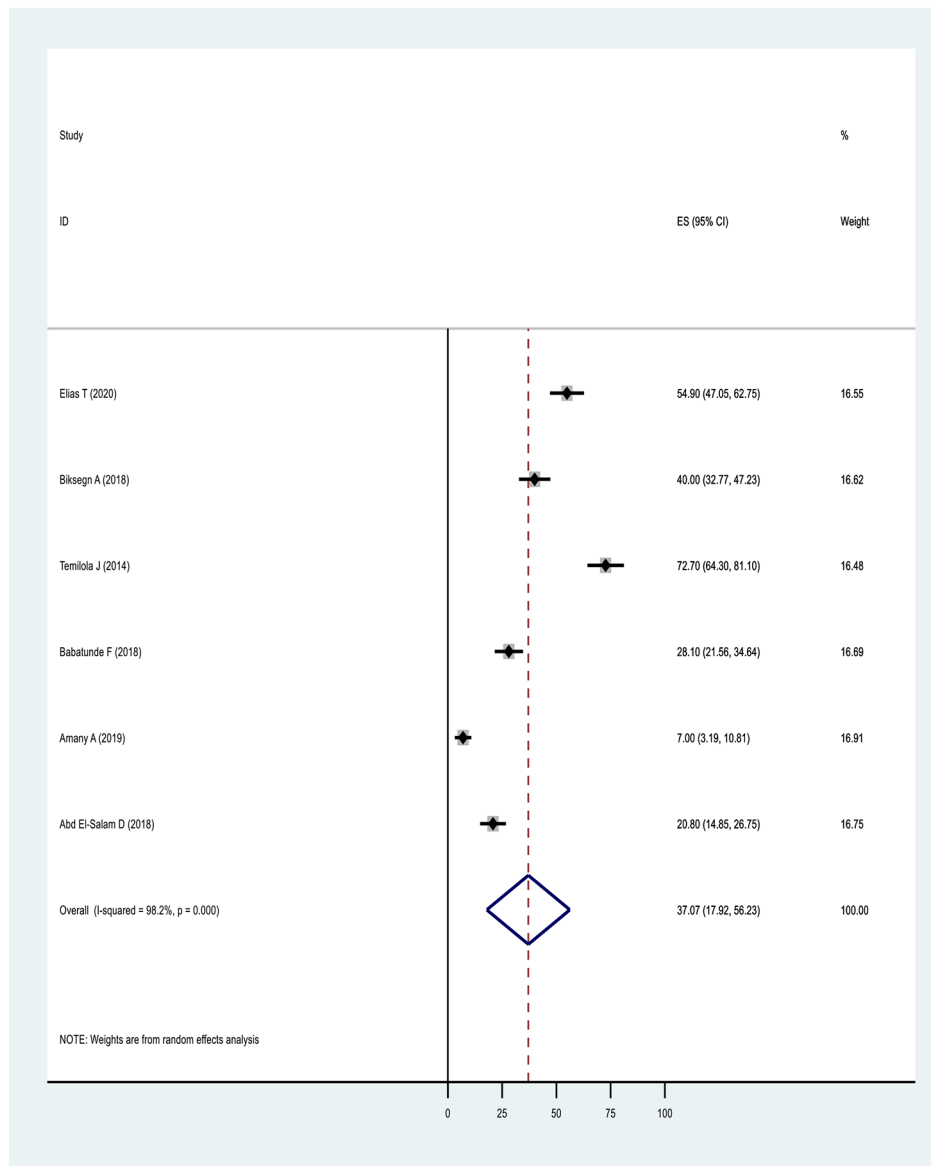 Study %
ID ES (95% CI) Weight
Elias T (2020) 54.90 (47.05, 62.75) 16.55
Biksegn A (2018) 40.00 (32.77, 47.23) 16.62
Temilola J (2014) 72.70 (64.30, 81.10) 16.48
Babatunde F (2018) 28.10 (21.56, 34.64) 16.69
Amany A (2019) 7.00 (3.19, 10.81) 16.91
Abd El-Salam D (2018) 20.80 (14.85, 26.75) 16.75
Overall (I-squared = 98.2%, p = 0.000) 37.07 (17.92, 56.23) 100.00
NOTE: Weights are from random effects analysis
0 25 50 75 100